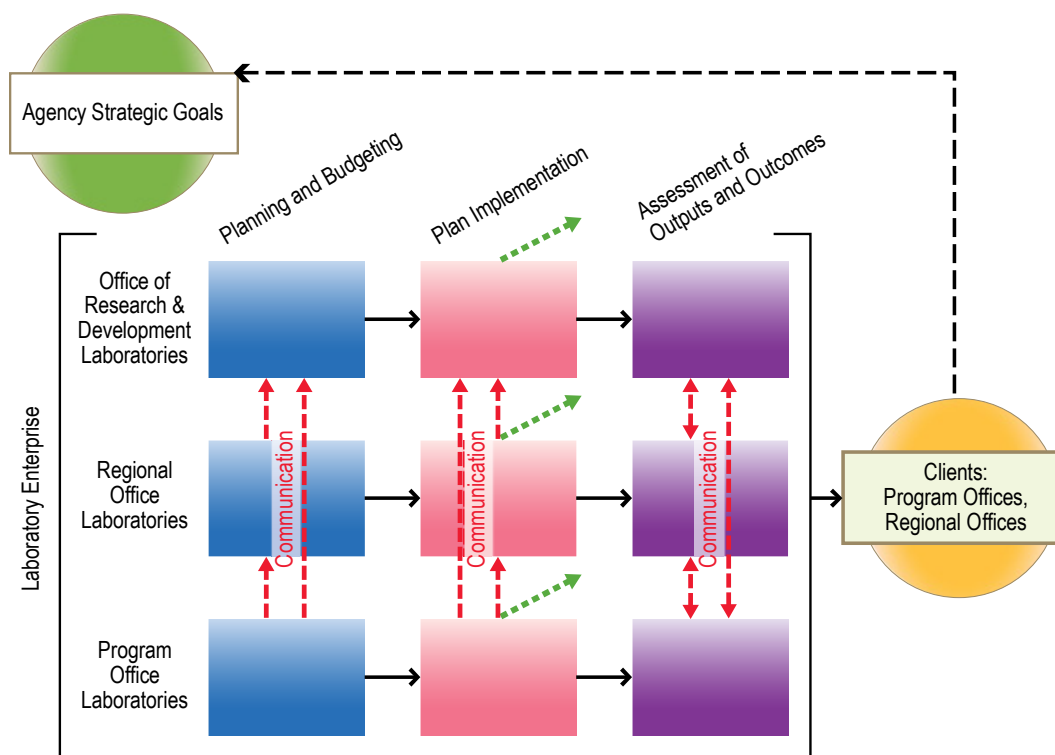 Agency Strategic Goals
Planning and Budgeting
Plan Implementation
Assessment of
Outputs and Outcomes
Laboratory Enterprise
Office of
Research &
Development
Laboratories
Regional
Office
Laboratories
Communication
Communication
Communication
Program
Office
Laboratories
Clients:
Program Offices,
Regional Offices